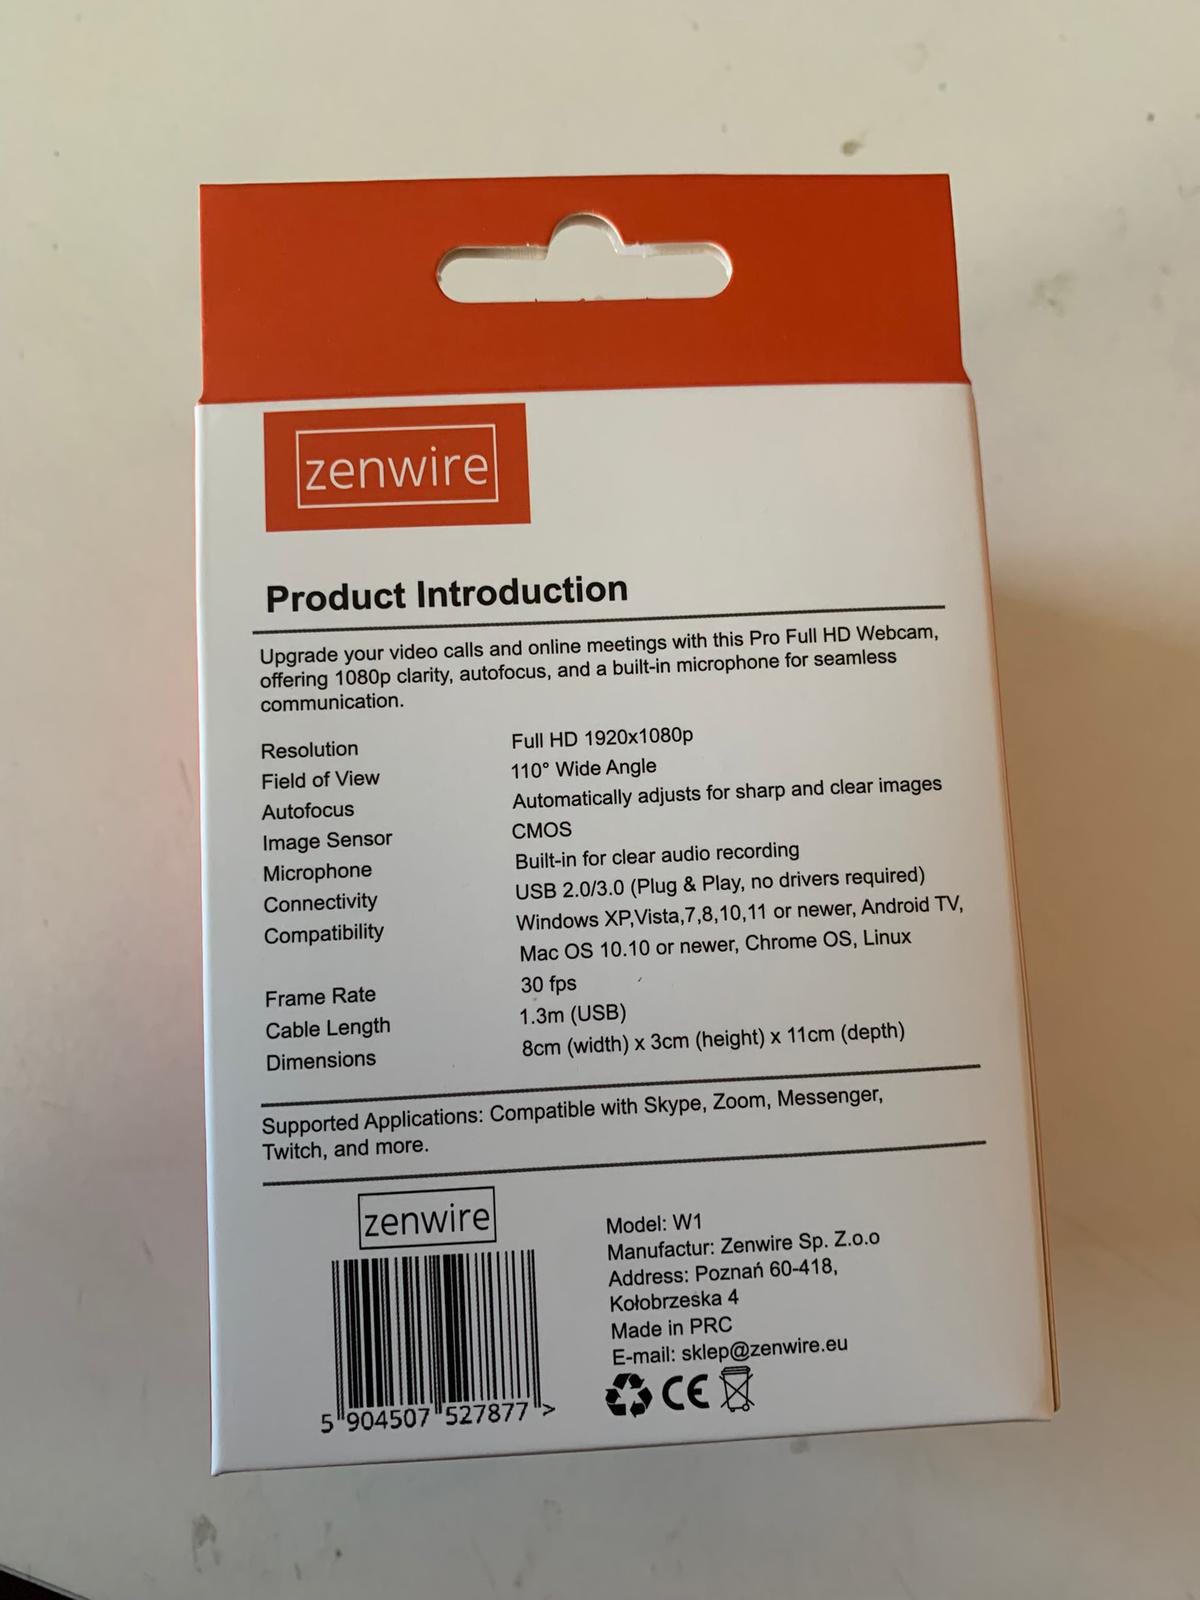 zenwire
Product Introduction
Upgrade your video calls and online meetings with this Pro Full HD Webcam,
offering 1080p clarity, autofocus, and a built-in microphone for seamless
communication.
Resolution Full HD 1920x1080p
Field of View 110° Wide Angle
Autofocus Automatically adjusts for sharp and clear images
Image Sensor CMOS
Microphone Built-in for clear audio recording
Connectivity USB 2.0/3.0 (Plug & Play, no drivers required)
Compatibility Windows XP,Vista,7,8,10,11 or newer, Android TV,
Mac OS 10.10 or newer, Chrome OS, Linux
Frame Rate 30 fps
Cable Length 1.3m (USB)
Dimensions 8cm (width) x 3cm (height) x 11cm (depth)
Supported Applications: Compatible with Skype, Zoom, Messenger,
Twitch, and more.
zenwire
5 904507 527877 >
Model: W1
Manufactur: Zenwire Sp. Z.o.o
Address: Poznań 60-418,
Kołobrzeska 4
Made in PRC
E-mail: sklep@zenwire.eu
CE